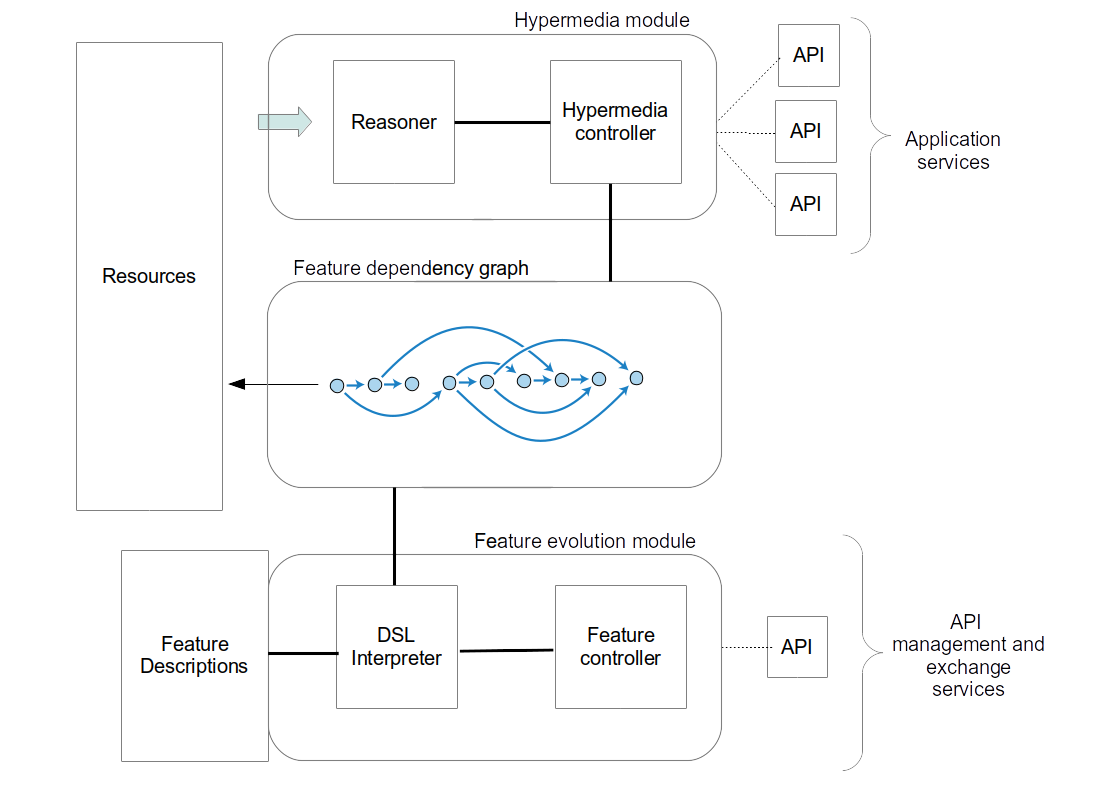 Hypermedia module
API
Reasoner
Hypermedia
controller
API
Application
services
API
Resources
Feature dependency graph
Feature evolution module
Feature
Descriptions
DSL
Interpreter
Feature
controller
API
API
management and
exchange
services